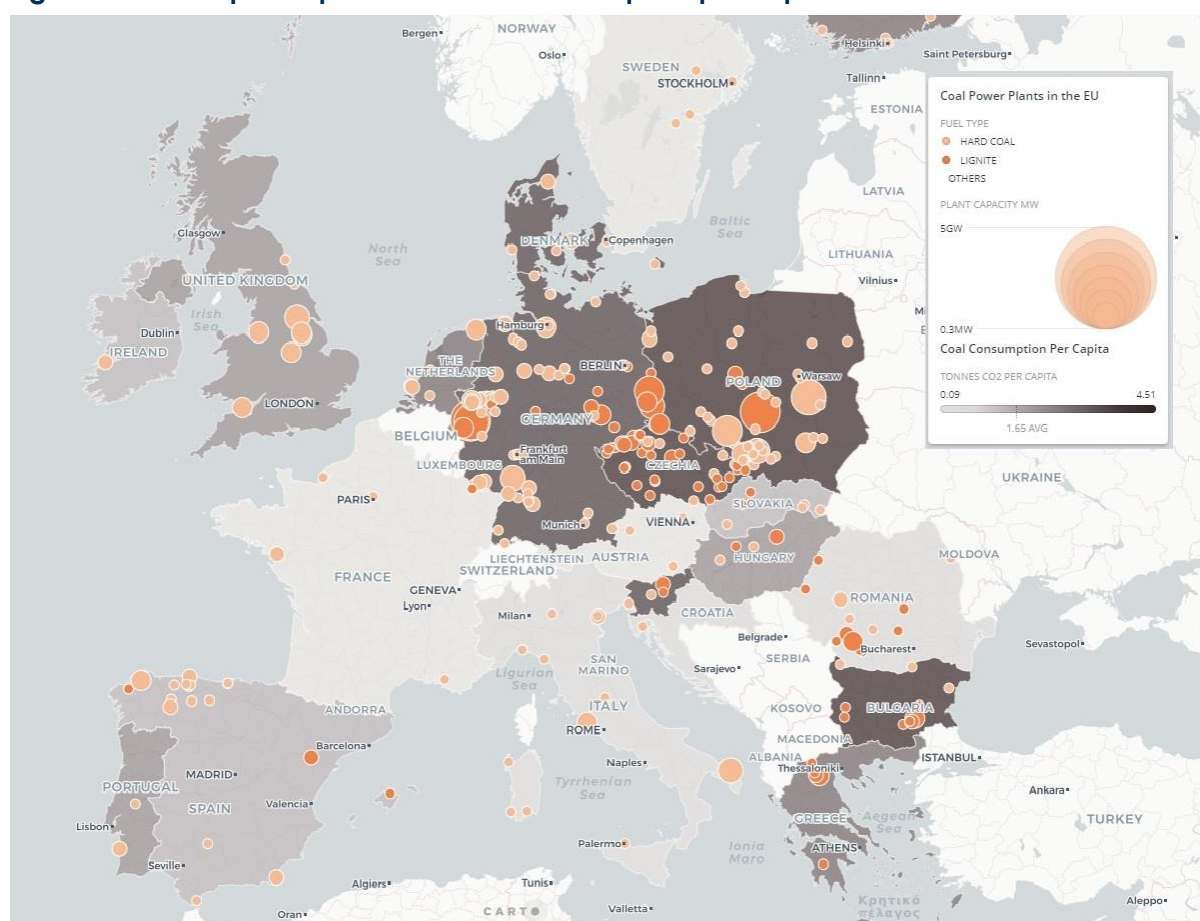 Bergen
NORWAY
Oslo
SWEDEN
STOCKHOLM
Helsinki
Saint Petersburg
Tallinn
ESTONIA
Coal Power Plants in the EU
FUEL TYPE
HARD COAL
LIGNITE
OTHERS
PLANT CAPACITY MW
5GW
0.3MW
Coal Consumption Per Capita
TONNES CO2 PER CAPITA
0.09
4.51
1.65 AVG
LATVIA
LITHUANIA
Vilnius
Glasgow
North
Sea
Baltic
Sea
DENMARK
Copenhagen
UNITED KINGDOM
Irish
Sea
Dublin
IRELAND
Hamburg
THE
NETHERLANDS
BERLIN
POLAND
Warsaw
LONDON
GERMANY
BELGIUM
Frankfurt
am Main
LUXEMBOURG
CZECHIA
UKRAINE
PARIS
SLOVAKIA
Munich
VIENNA
LIECHTENSTEIN
AUSTRIA
HUNGARY
MOLDOVA
SWITZERLAND
FRANCE
GENEVA
Lyon
Milan
CROATIA
ROMANIA
Belgrade
Bucharest
Sevastopol
SERBIA
Sarajevo
SAN
MARINO
Ligurian
Sea
ITALY
ANDORRA
KOSOVO
BULGARIA
ROME
MACEDONIA
Barcelona
ALBANIA
ISTANBUL
Thessaloniki
MADRID
Naples
PORTUGAL
SPAIN
Valencia
Tyrrhenian
Sea
Ankara
TURKEY
Lisbon
GREECE
Aegean
Sea
Palermo
Ionia
Maro
ATHENS
Seville
Algiers
Tunis
Oran
CARTO
Valletta
Κρητικό
πέλαγος
Aleppo